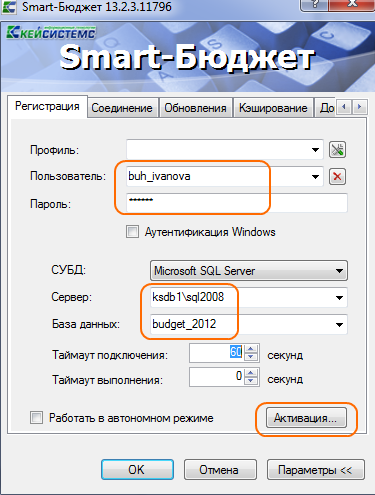 Smart-Бюджет 13.2.3.11796
КЕЙСИСТЕМС
Smart-Бюджет
Регистрация Соединение Обновления Кэширование До
Профиль:
Пользователь: buh_ivanova
Пароль: ******
Аутентификация Windows
СУБД: Microsoft SQL Server
Сервер: ksdb1\sql2008
База данных: budget_2012
Таймаут подключения: 60 секунд
Таймаут выполнения: 0 секунд
Работать в автономном режиме Активация...
OK Отмена Параметры <<